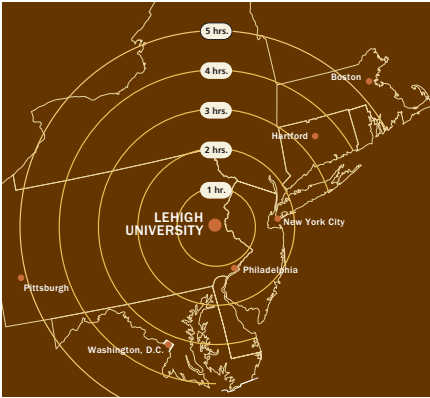 5 hrs.
4 hrs.
Boston
3 hrs.
Hartford
2 hrs.
1 hr.
LEHIGH
UNIVERSITY
New York City
Philadelphia
Pittsburgh
Washington, D.C.